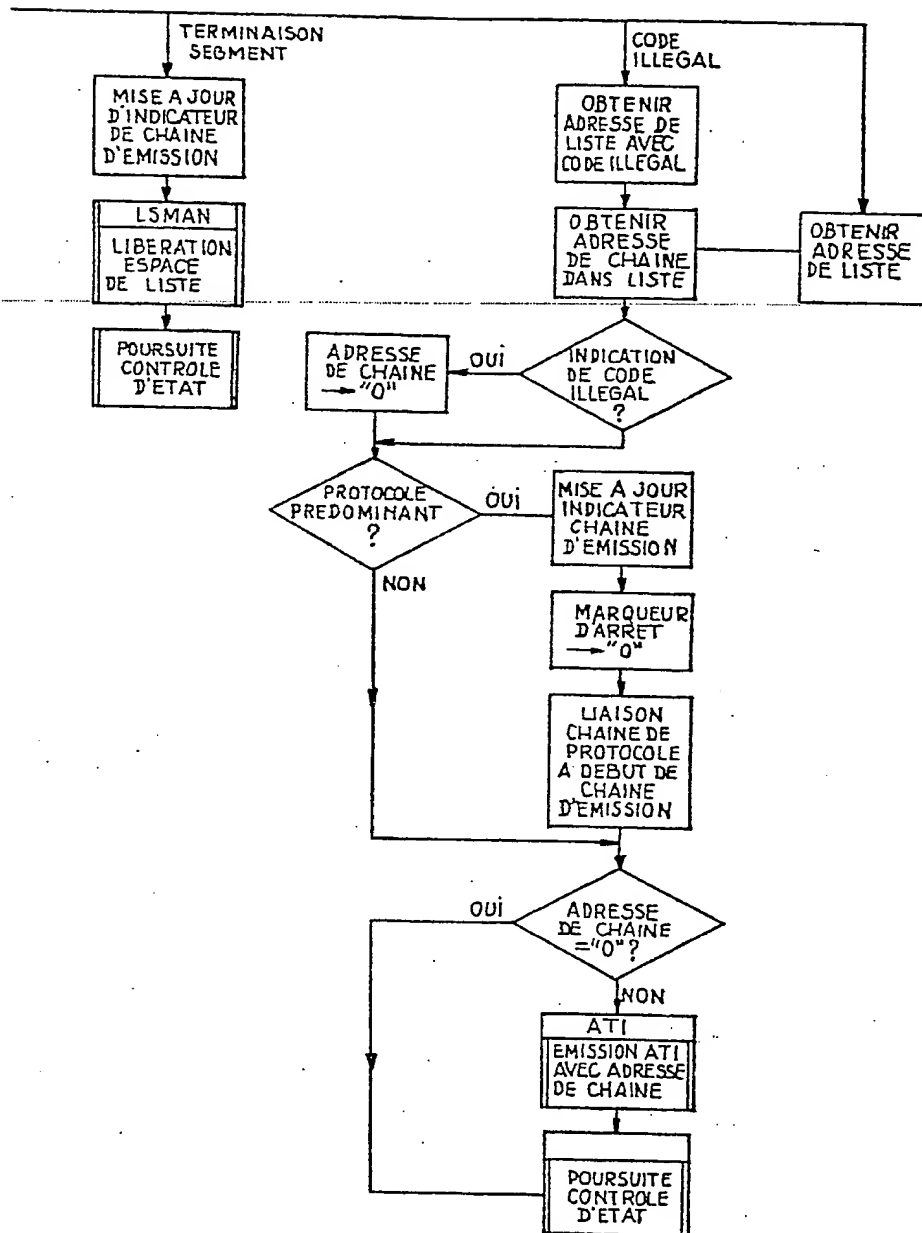 TERMINAISON
SEGMENT
MISE A JOUR
D'INDICATEUR
DE CHAINE
D'EMISSION
LSMAN
LIBERATION
ESPACE
DE LISTE
POURSUITE
CONTROLE
D'ETAT
CODE
ILLEGAL
OBTENIR
ADRESSE DE
LISTE AVEC
CODE ILLEGAL
OBTENIR
ADRESSE
DE CHAINE
DANS LISTE
OBTENIR
ADRESSE
DE LISTE
INDICATION
DE CODE
ILLEGAL
?
OUI
ADRESSE
DE CHAINE
→ "0"
PROTOCOLE
PREDOMINANT
?
OUI
NON
MISE A JOUR
INDICATEUR
CHAINE
D'EMISSION
MARQUEUR
D'ARRET
→ "0"
LIAISON
CHAINE DE
PROTOCOLE
A DEBUT DE
CHAINE
D'EMISSION
ADRESSE
DE CHAINE
="0"?
OUI
NON
ATI
EMISSION ATI
AVEC ADRESSE
DE CHAINE
POURSUITE
CONTROLE
D'ETAT